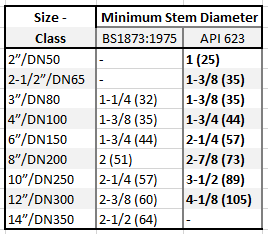 Size - Minimum Stem Diameter
Class BS1873:1975 API 623
2”/DN50 - 1 (25)
2-1/2”/DN65 - 1-3/8 (35)
3”/DN80 1-1/4 (32) 1-3/8 (35)
4”/DN100 1-3/8 (35) 1-3/4 (44)
6”/DN150 1-3/4 (44) 2-1/4 (57)
8”/DN200 2 (51) 2-7/8 (73)
10”/DN250 2-1/4 (57) 3-1/2 (89)
12”/DN300 2-3/8 (60) 4-1/8 (105)
14”/DN350 2-1/2 (64) -